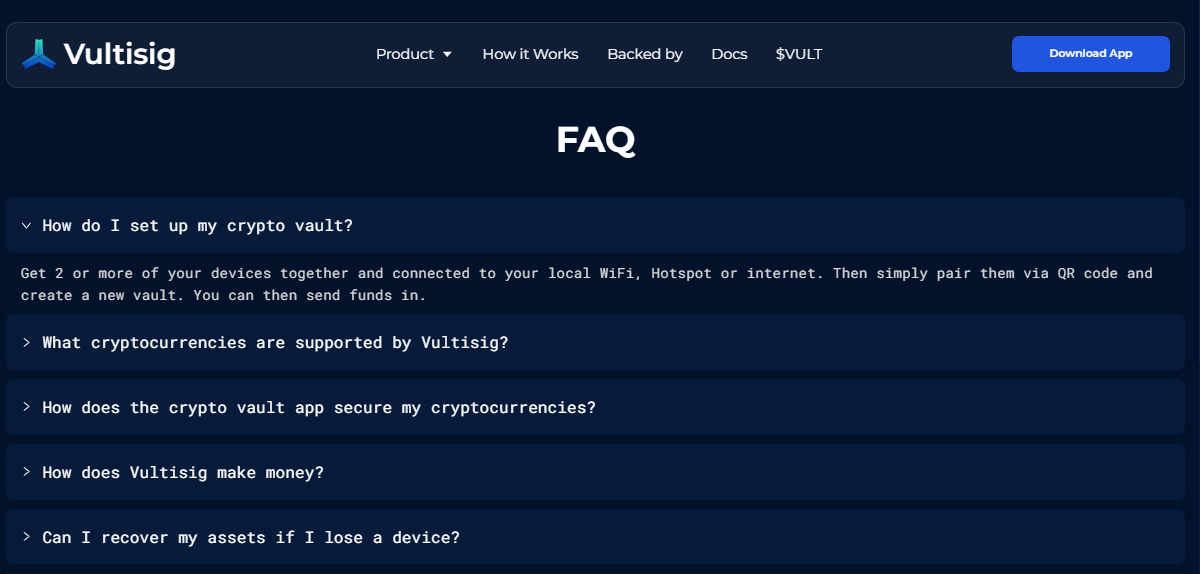 Vultisig
Product
How it Works
Backed by
Docs
$VULT
Download App
FAQ
How do I set up my crypto vault?
Get 2 or more of your devices together and connected to your local WiFi, Hotspot or internet. Then simply pair them via QR code and
create a new vault. You can then send funds in.
What cryptocurrencies are supported by Vultisig?
How does the crypto vault app secure my cryptocurrencies?
How does Vultisig make money?
Can I recover my assets if I lose a device?